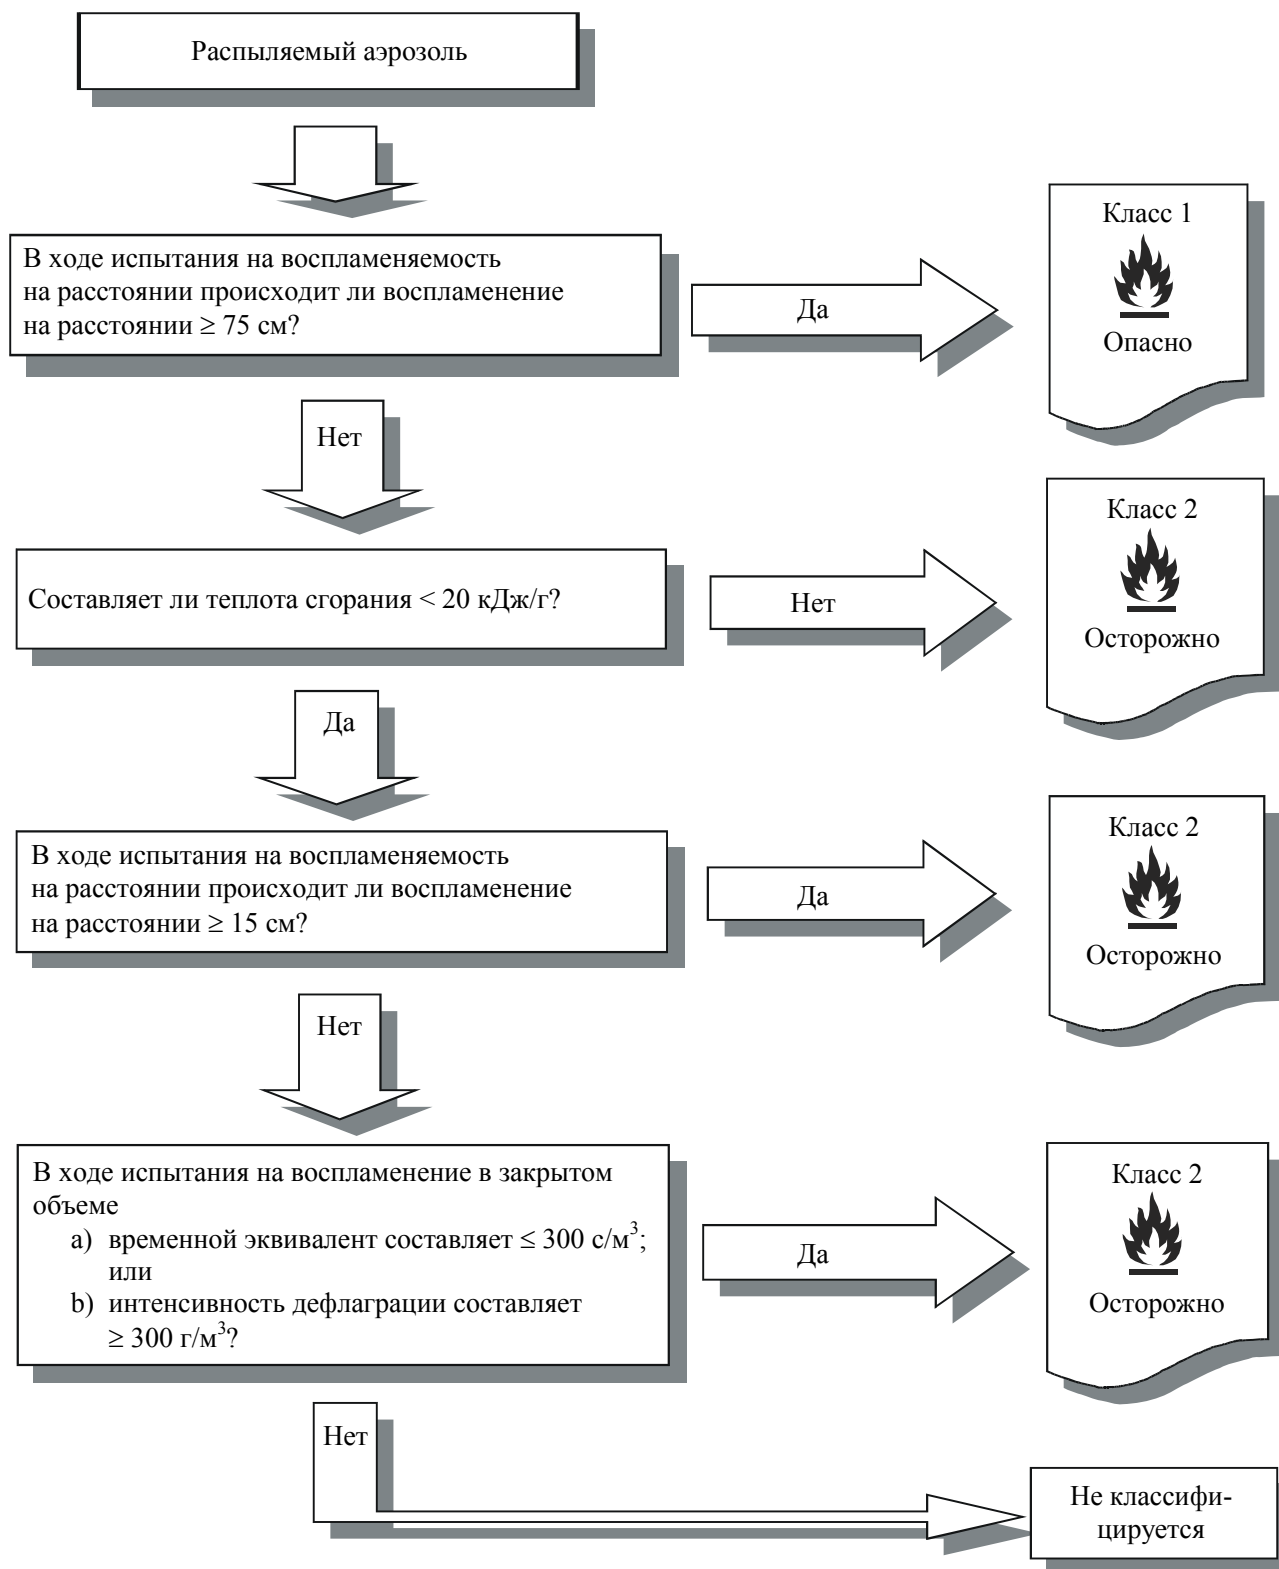 Распыляемый аэрозоль
В ходе испытания на воспламеняемость
на расстоянии происходит ли воспламенение
на расстоянии ≥ 75 см?
Да
Класс 1
Опасно
Нет
Составляет ли теплота сгорания < 20 кДж/г?
Нет
Класс 2
Осторожно
Да
В ходе испытания на воспламеняемость
на расстоянии происходит ли воспламенение
на расстоянии ≥ 15 см?
Да
Класс 2
Осторожно
Нет
В ходе испытания на воспламенение в закрытом
объеме
a) временной эквивалент составляет ≤ 300 с/м³;
или
b) интенсивность дефлаграции составляет
≥ 300 г/м³?
Да
Класс 2
Осторожно
Нет
Не классифи-
цируется